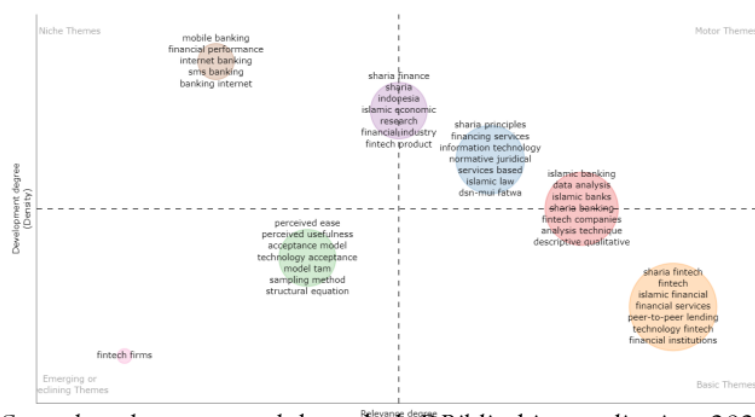 Niche Themes
Motor Themes
mobile banking
financial performance
internet banking
sms banking
banking internet
sharia finance
sharia
indonesia
islamic economic
research
financial industry
fintech product
sharia principles
financing services
information technology
normative juridical
services based
islamic law
dsn-mui fatwa
islamic banking
data analysis
islamic banks
sharia banking
fintech companies
analysis technique
descriptive qualitative
Development degree
(Density)
perceived ease
perceived usefulness
acceptance model
technology acceptance
model tam
sampling method
structural equation
sharia fintech
fintech
islamic financial
financial services
peer-to-peer lending
technology fintech
financial institutions
fintech firms
Emerging or
eclining Themes
Basic Themes
Relevance degree